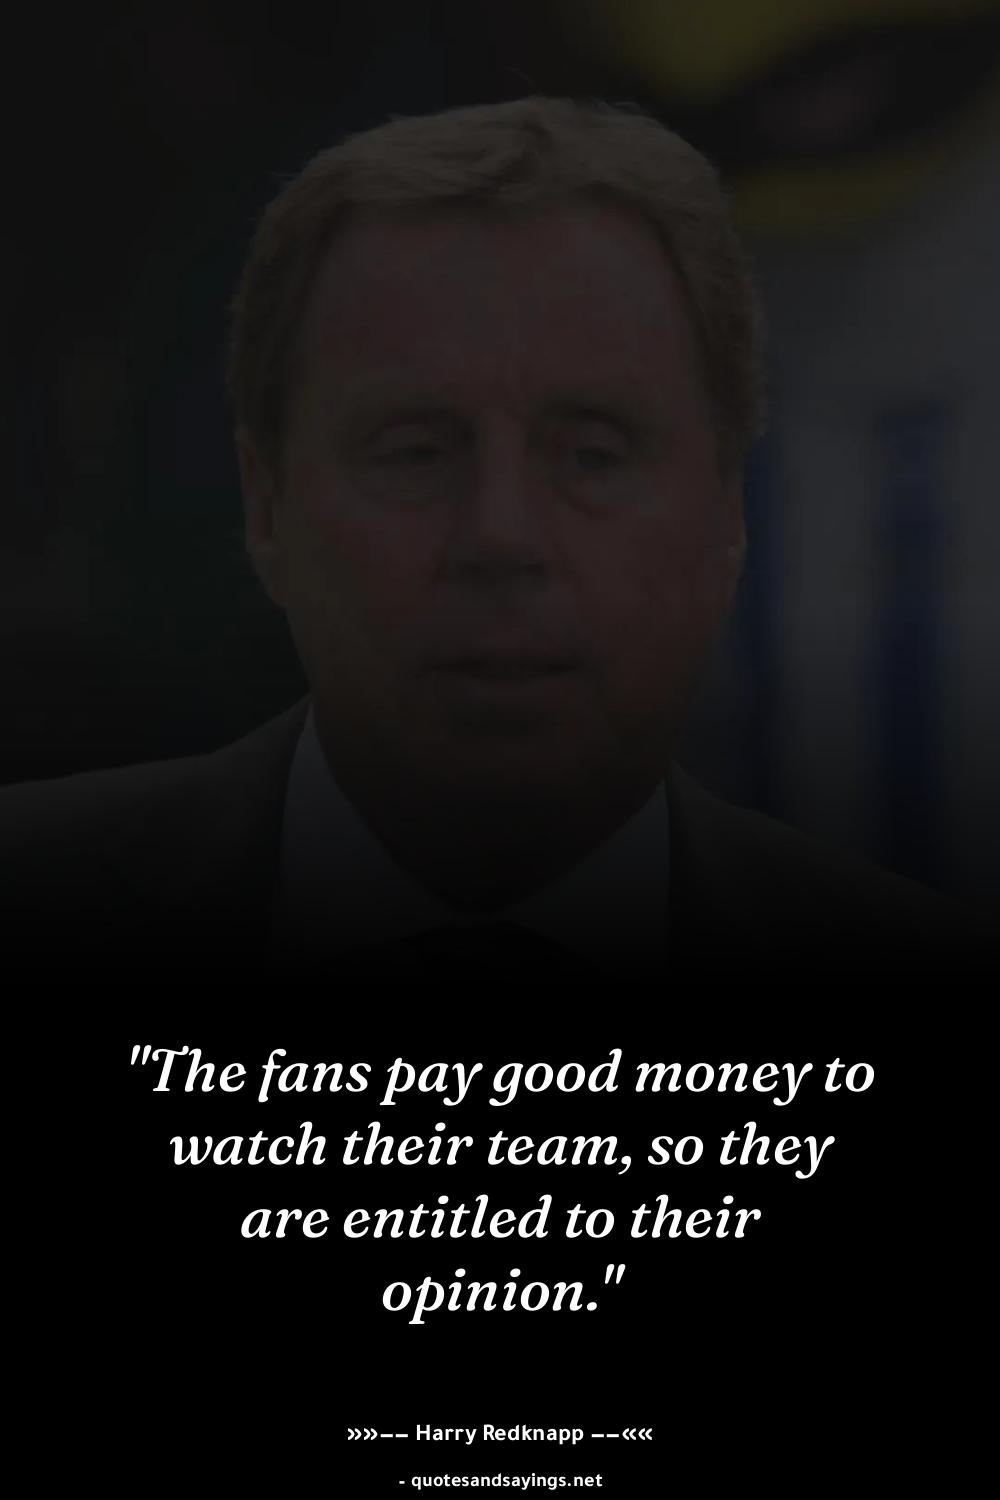 "The fans pay good money to
watch their team, so they
are entitled to their
opinion."
»»−− Harry Redknapp −−««
- quotesandsayings.net